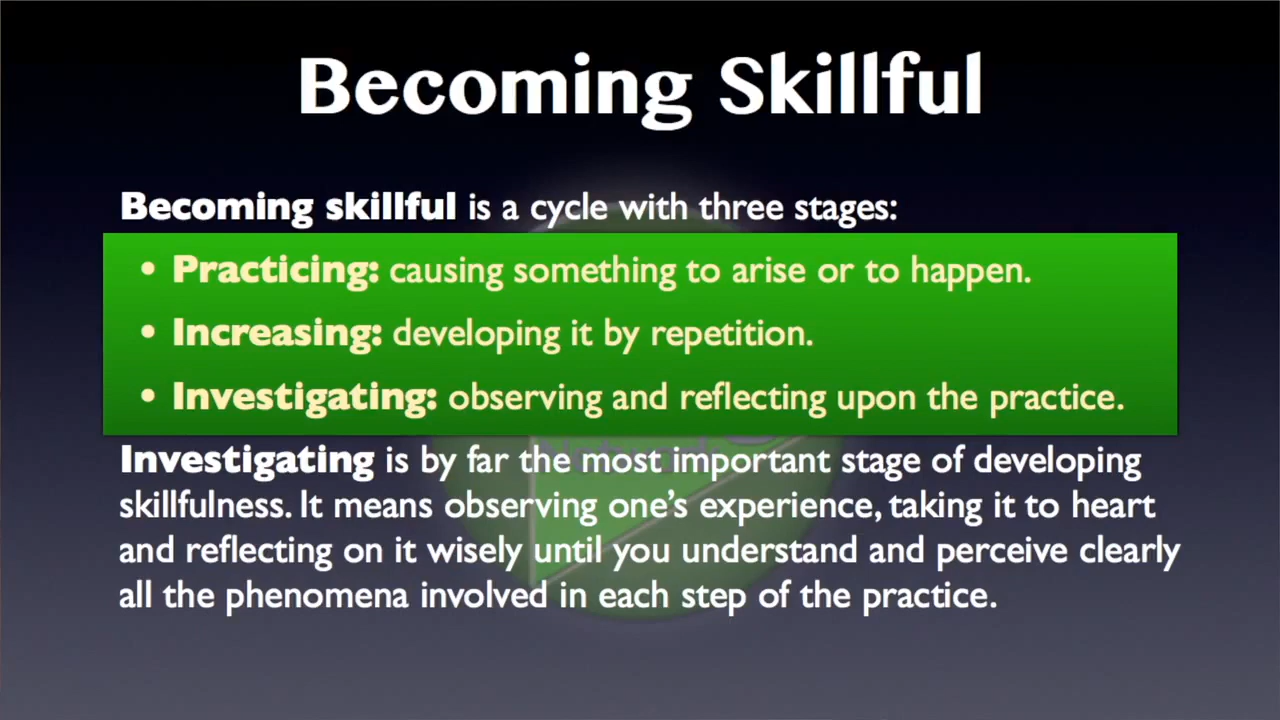 Becoming Skillful
Becoming skillful is a cycle with three stages:
• Practicing: causing something to arise or to happen.
• Increasing: developing it by repetition.
• Investigating: observing and reflecting upon the practice.
Investigating is by far the most important stage of developing
skillfulness. It means observing one’s experience, taking it to heart
and reflecting on it wisely until you understand and perceive clearly
all the phenomena involved in each step of the practice.